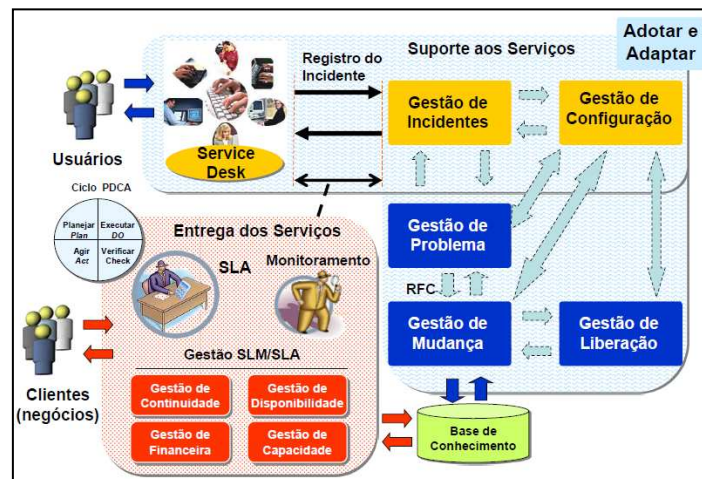 Adotar e
Adaptar
Suporte aos Serviços
Registro do
Incidente
Gestão de
Incidentes
Gestão de
Configuração
Usuários
Service
Desk
Ciclo PDCA
Planejar
Plan
Executar
DO
Agir
Act
Verificar
Check
Entrega dos Serviços
SLA
Monitoramento
Gestão de
Problema
RFC
Gestão de
Mudança
Gestão de
Liberação
Clientes
(negócios)
Gestão SLM/SLA
Gestão de
Continuidade
Gestão de
Disponibilidade
Gestão de
Financeira
Gestão de
Capacidade
Base de
Conhecimento